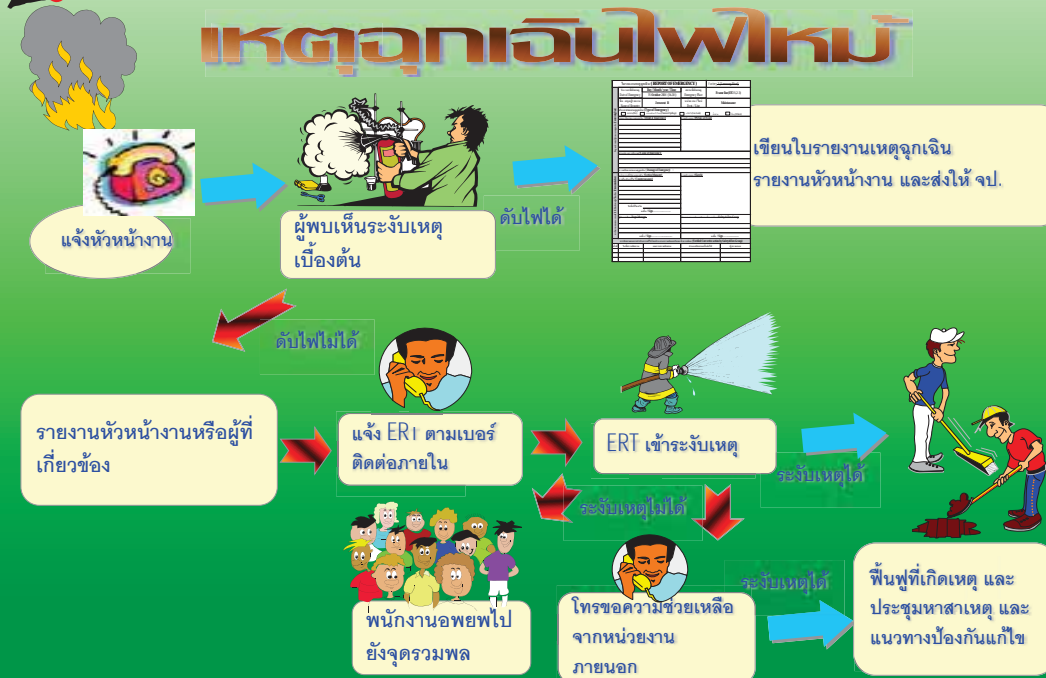 เหตุฉุกเฉินไฟไหม้
แจ้งหัวหน้างาน
ผู้พบเห็นระงับเหตุ
เบื้องต้น
ดับไฟได้
เขียนใบรายงานเหตุฉุกเฉิน
รายงานหัวหน้างาน และส่งให้ จป.
ดับไฟไม่ได้
รายงานหัวหน้างานหรือผู้ที่
เกี่ยวข้อง
แจ้ง ERT ตามเบอร์
ติดต่อภายใน
ERT เข้าระงับเหตุ
ระงับเหตุได้
ระงับเหตุไม่ได้
พนักงานอพยพไป
ยังจุดรวมพล
โทรขอความช่วยเหลือ
จากหน่วยงาน
ภายนอก
ระงับเหตุได้
ฟื้นฟูที่เกิดเหตุ และ
ประชุมหาสาเหตุ และ
แนวทางป้องกันแก้ไข